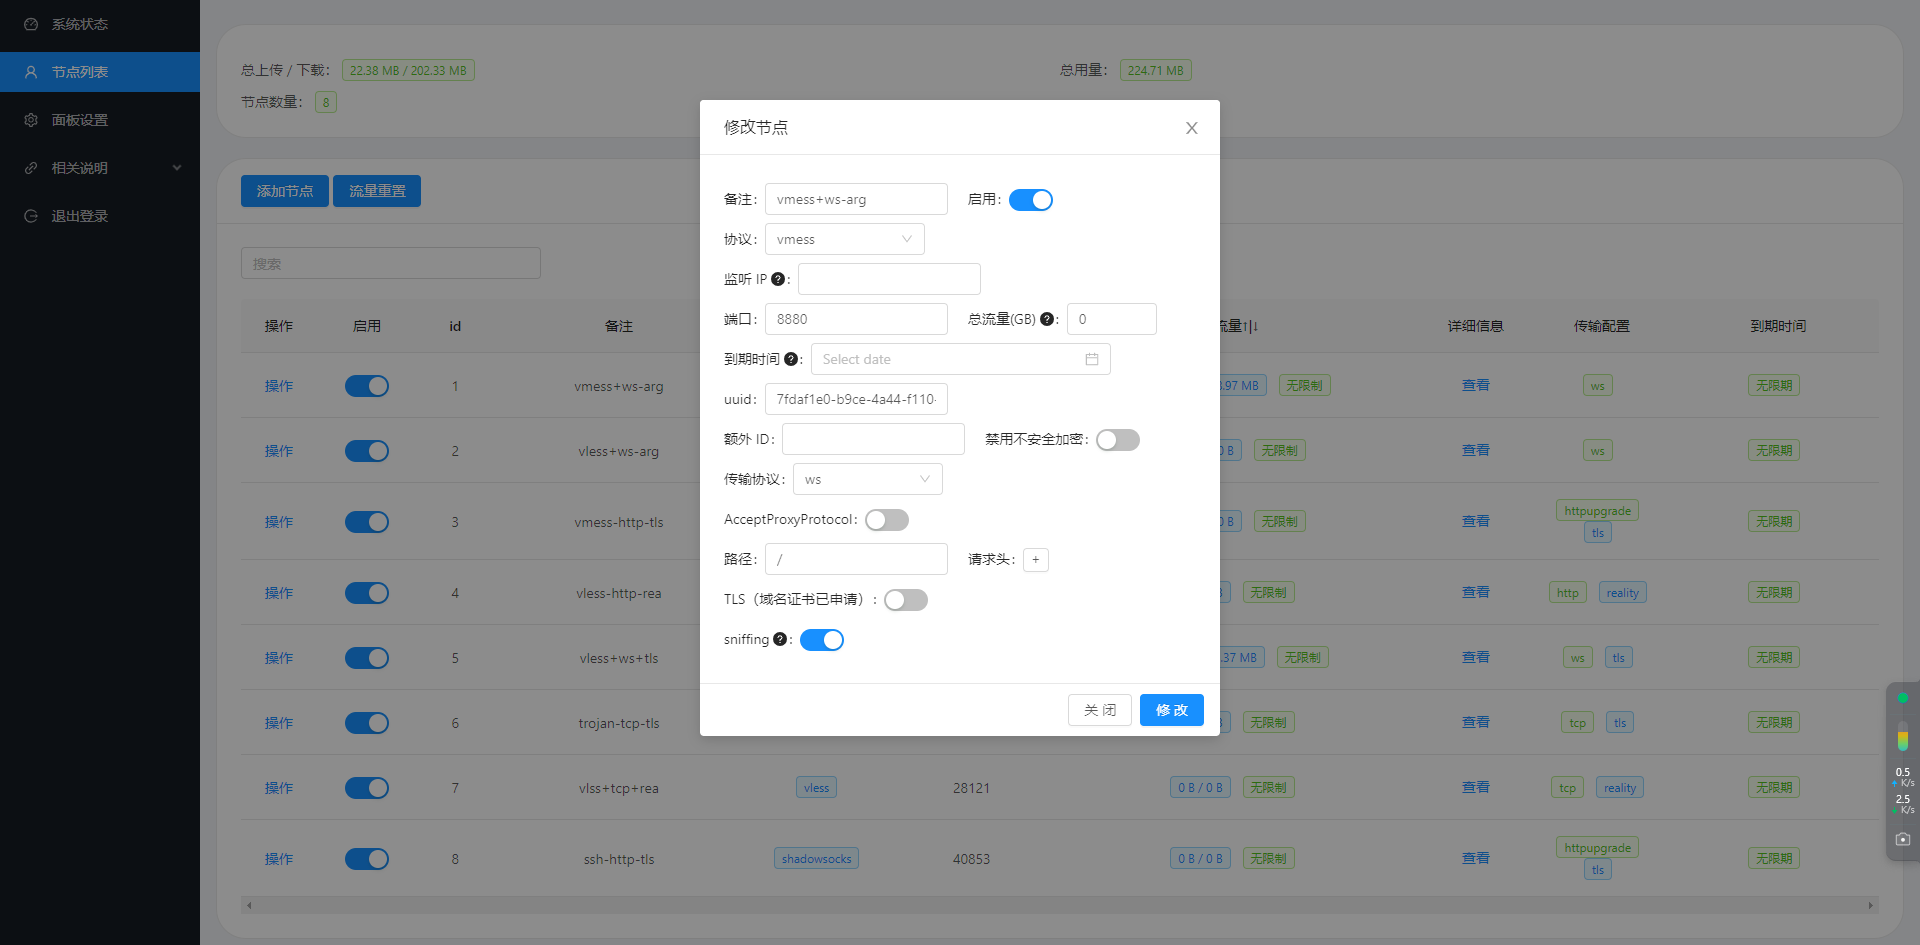 系统状态
节点列表
面板设置
相关说明
退出登录
总上传 / 下载： 22.38 MB / 202.33 MB
总用量： 224.71 MB
节点数量： 8
添加节点 流量重置
搜索
操作 启用 id 备注 流量↑|↓ 详细信息 传输配置 到期时间
操作 1 vmess+ws-arg .97 MB 无限制 查看 ws 无限期
操作 2 vless+ws-arg 0 B 无限制 查看 ws 无限期
操作 3 vmess-http-tls 0 B 无限制 查看 httpupgrade tls 无限期
操作 4 vless-http-rea 无限制 查看 http reality 无限期
操作 5 vless+ws+tls .37 MB 无限制 查看 ws tls 无限期
操作 6 trojan-tcp-tls 无限制 查看 tcp tls 无限期
操作 7 vlss+tcp+rea vless 28121 0 B / 0 B 无限制 查看 tcp reality 无限期
操作 8 ssh-http-tls shadowsocks 40853 0 B / 0 B 无限制 查看 httpupgrade tls 无限期
修改节点
备注： vmess+ws-arg 启用：
协议： vmess
监听 IP ?：
端口： 8880 总流量(GB) ?： 0
到期时间 ?： Select date
uuid： 7fdaf1e0-b9ce-4a44-f110-
额外 ID： 禁用不安全加密：
传输协议： ws
AcceptProxyProtocol：
路径： / 请求头： +
TLS（域名证书已申请）：
sniffing ?：
关 闭 修 改
0.5
K/s
2.5
K/s